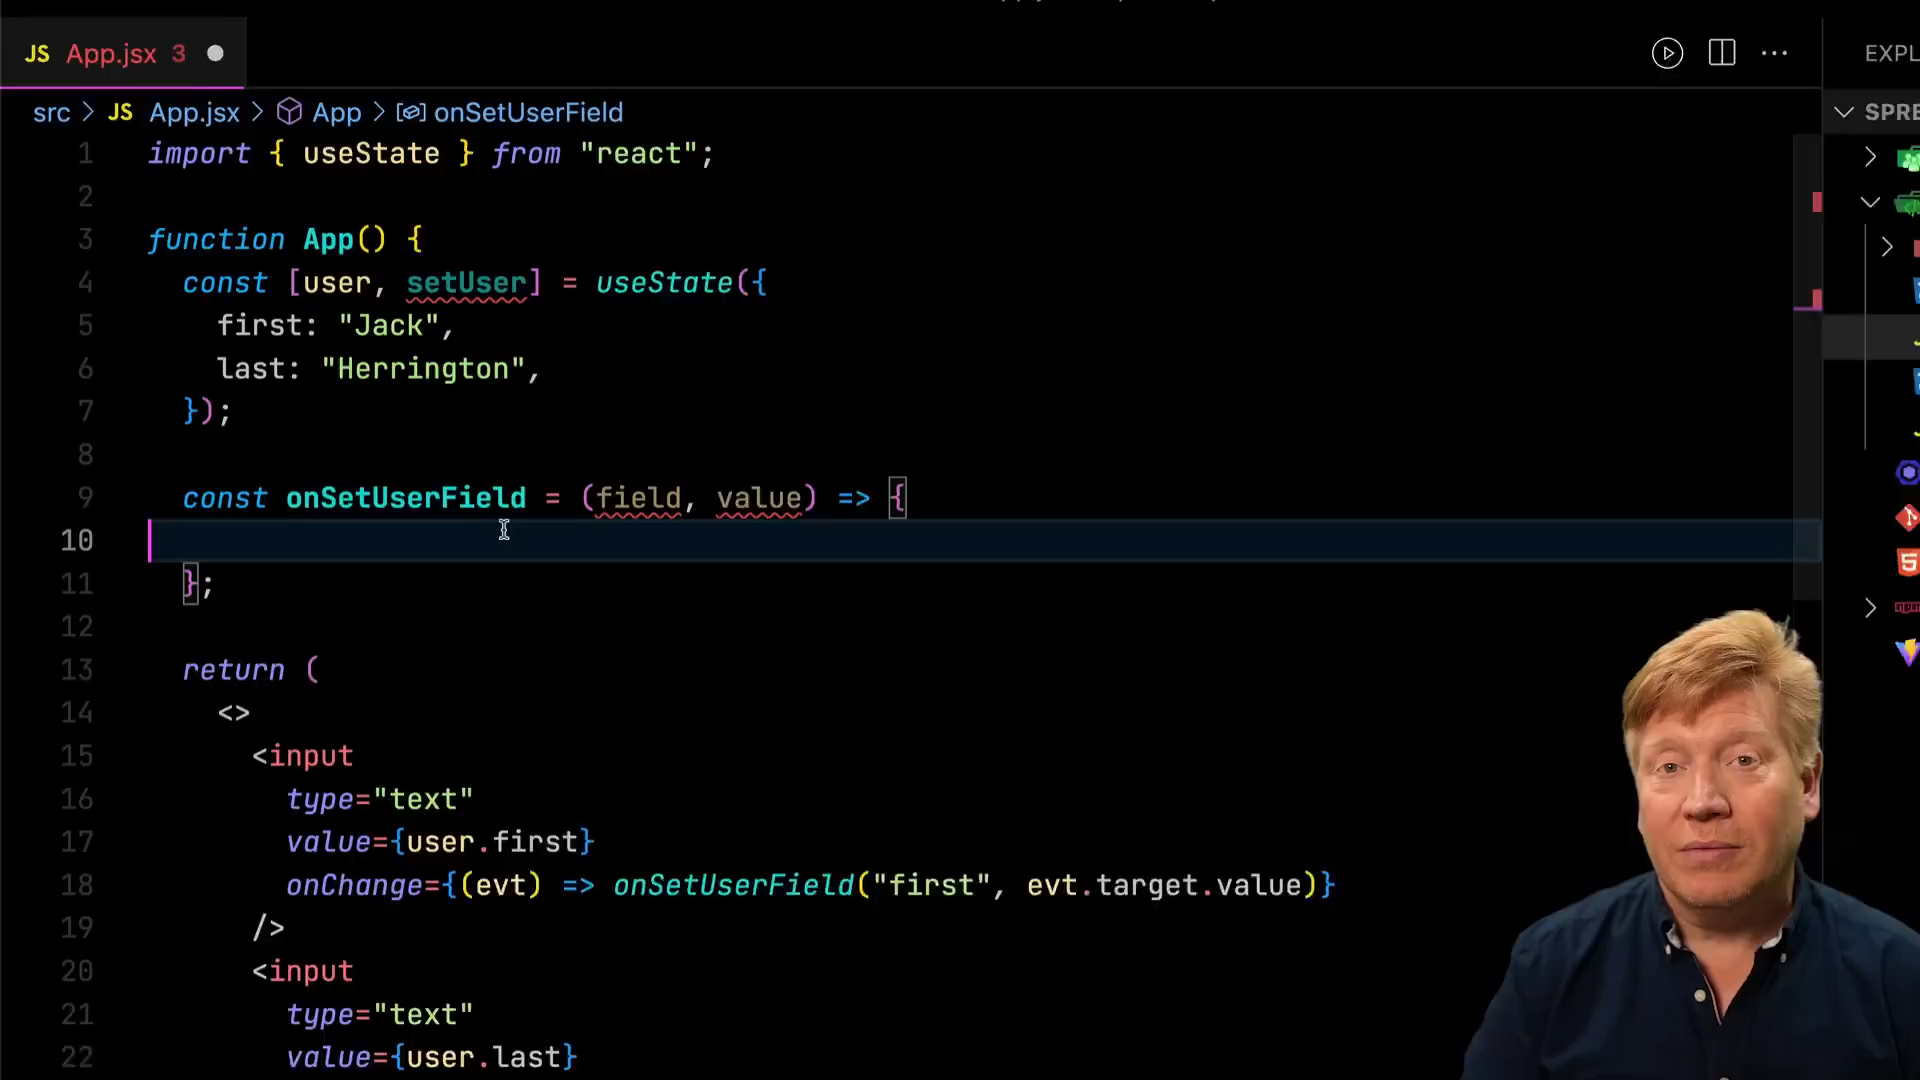 JS App.jsx 3
EXPL
src > JS App.jsx > App > onSetUserField
SPRE
1 import { useState } from "react";
2
3 function App() {
4 const [user, setUser] = useState({
5 first: "Jack",
6 last: "Herrington",
7 });
8
9 const onSetUserField = (field, value) => {
10
11 };
12
13 return (
14 <>
15 <input
16 type="text"
17 value={user.first}
18 onChange={(evt) => onSetUserField("first", evt.target.value)}
19 />
20 <input
21 type="text"
22 value={user.last}